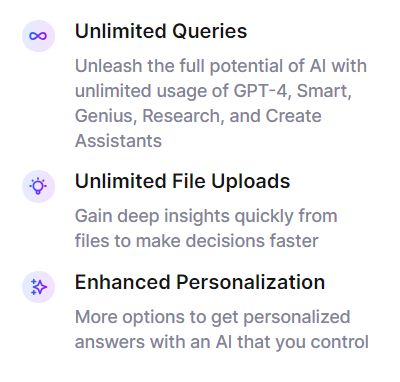 Unlimited Queries
Unleash the full potential of AI with
unlimited usage of GPT-4, Smart,
Genius, Research, and Create
Assistants
Unlimited File Uploads
Gain deep insights quickly from
files to make decisions faster
Enhanced Personalization
More options to get personalized
answers with an AI that you control